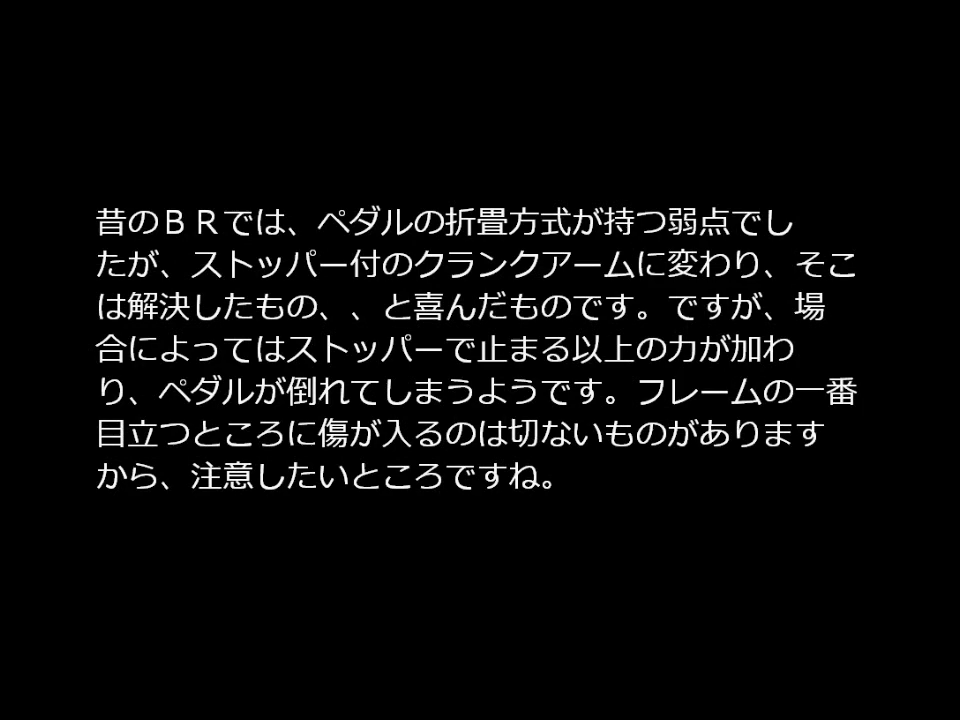 昔のＢＲでは、ペダルの折畳方式が持つ弱点でし
たが、ストッパー付のクランクアームに変わり、そこ
は解決したもの、、と喜んだものです。ですが、場
合によってはストッパーで止まる以上の力が加わ
り、ペダルが倒れてしまうようです。フレームの一番
目立つところに傷が入るのは切ないものがあります
から、注意したいところですね。